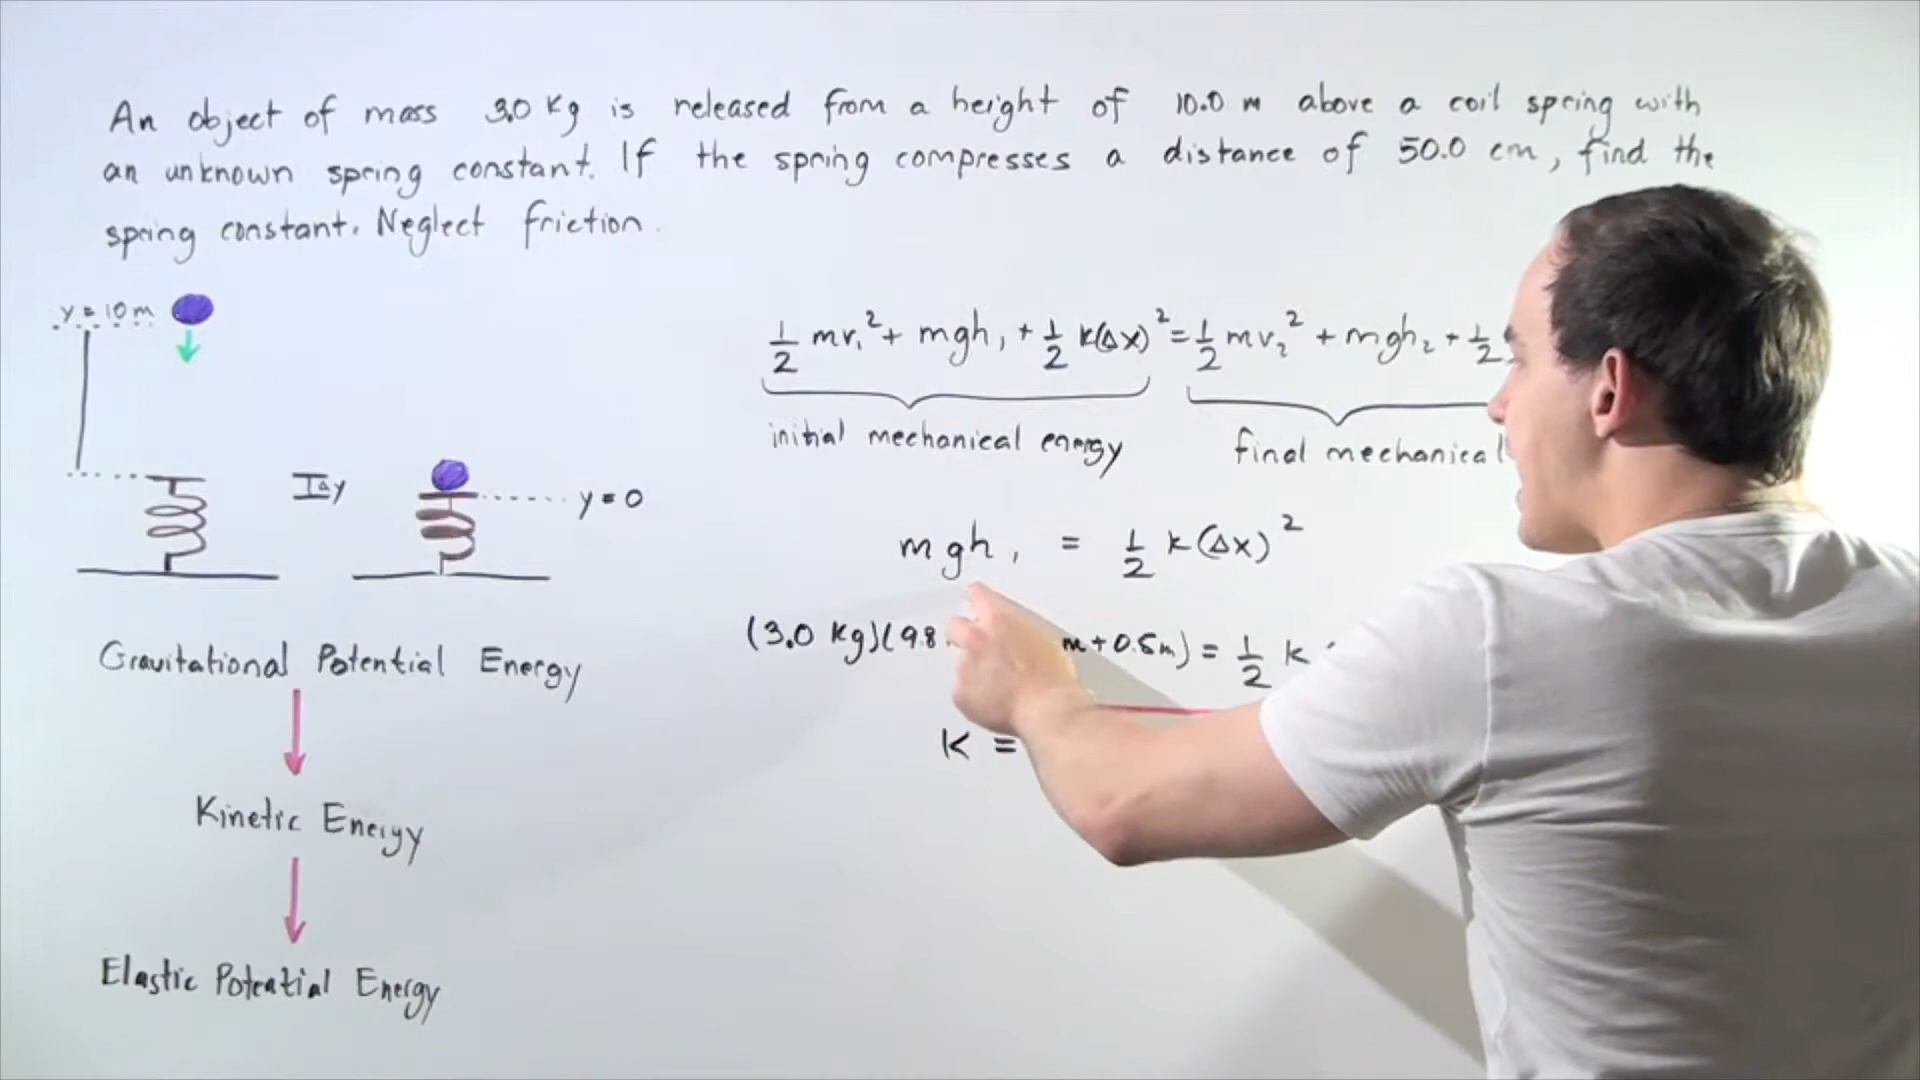 An object of mass 3.0 kg is released from a height of 10.0 m above a coil spring with
an unknown spring constant. If the spring compresses a distance of 50.0 cm, find the
spring constant. Neglect friction.
y = 10 m
Δy
y = 0
Gravitational Potential Energy
Kinetic Energy
Elastic Potential Energy
1/2 mv₁² + mgh₁ + 1/2 k(Δx)² = 1/2 mv₂² + mgh₂ + 1/2
initial mechanical energy
final mechanical
mgh₁ = 1/2 k(Δx)²
(3.0 kg)(9.8 m + 0.5m) = 1/2 k
K =